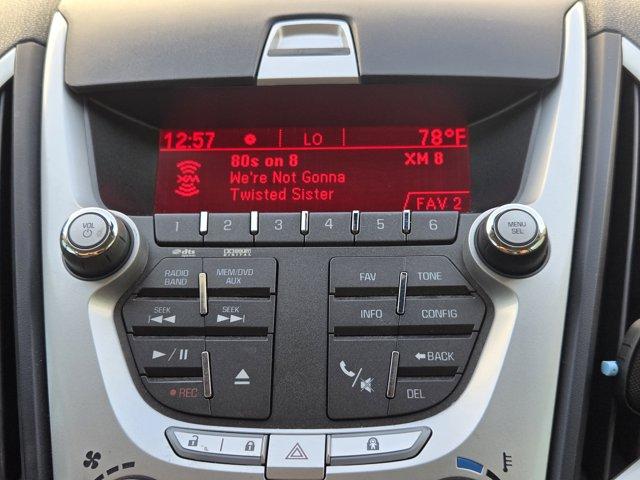 12:57 LO 78°F
80s on 8 XM 8
XM We're Not Gonna
Twisted Sister FAV 2
1 2 3 4 5 6
VOL
MENU
SEL
dts
RADIO
BAND
MEM/DVD
AUX
FAV TONE
SEEK SEEK
INFO CONFIG
BACK
REC DEL